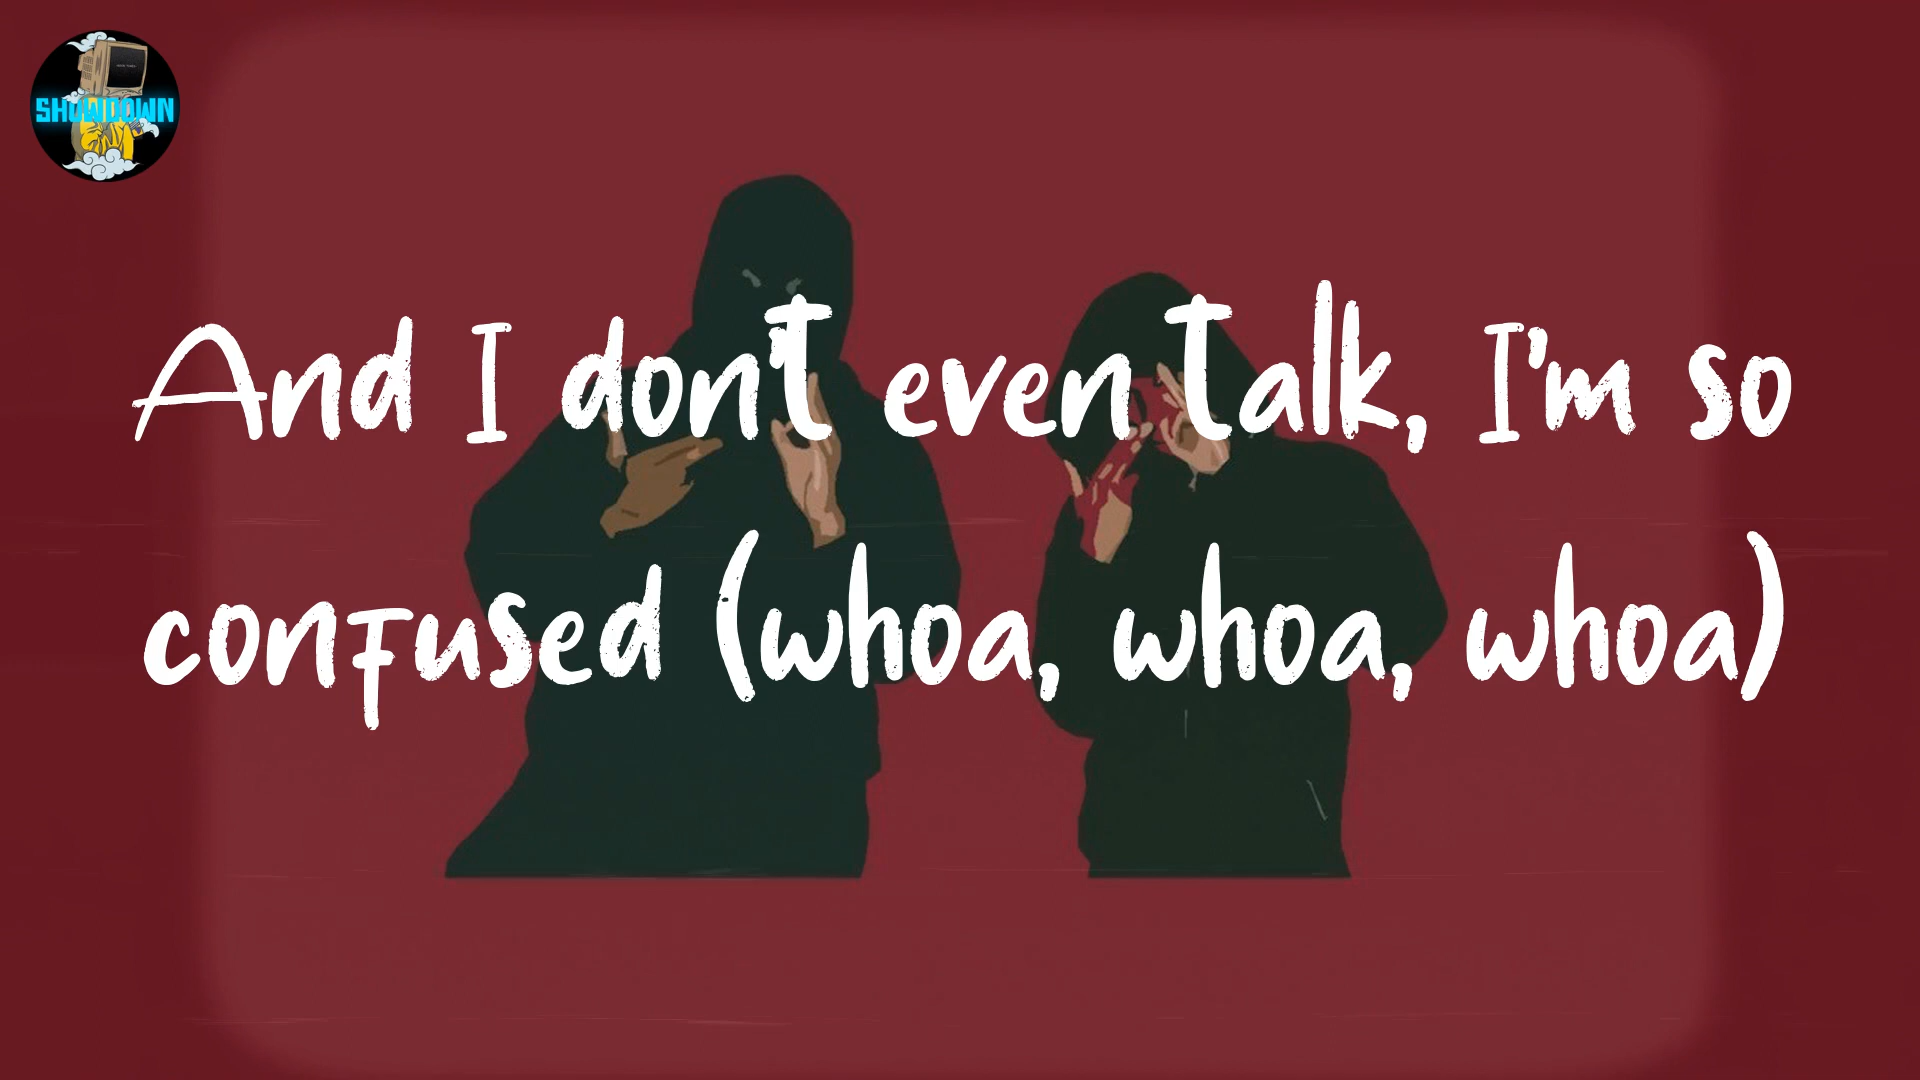 SHOWDOWN
And I don't even talk, I'm so
confused (whoa, whoa, whoa)